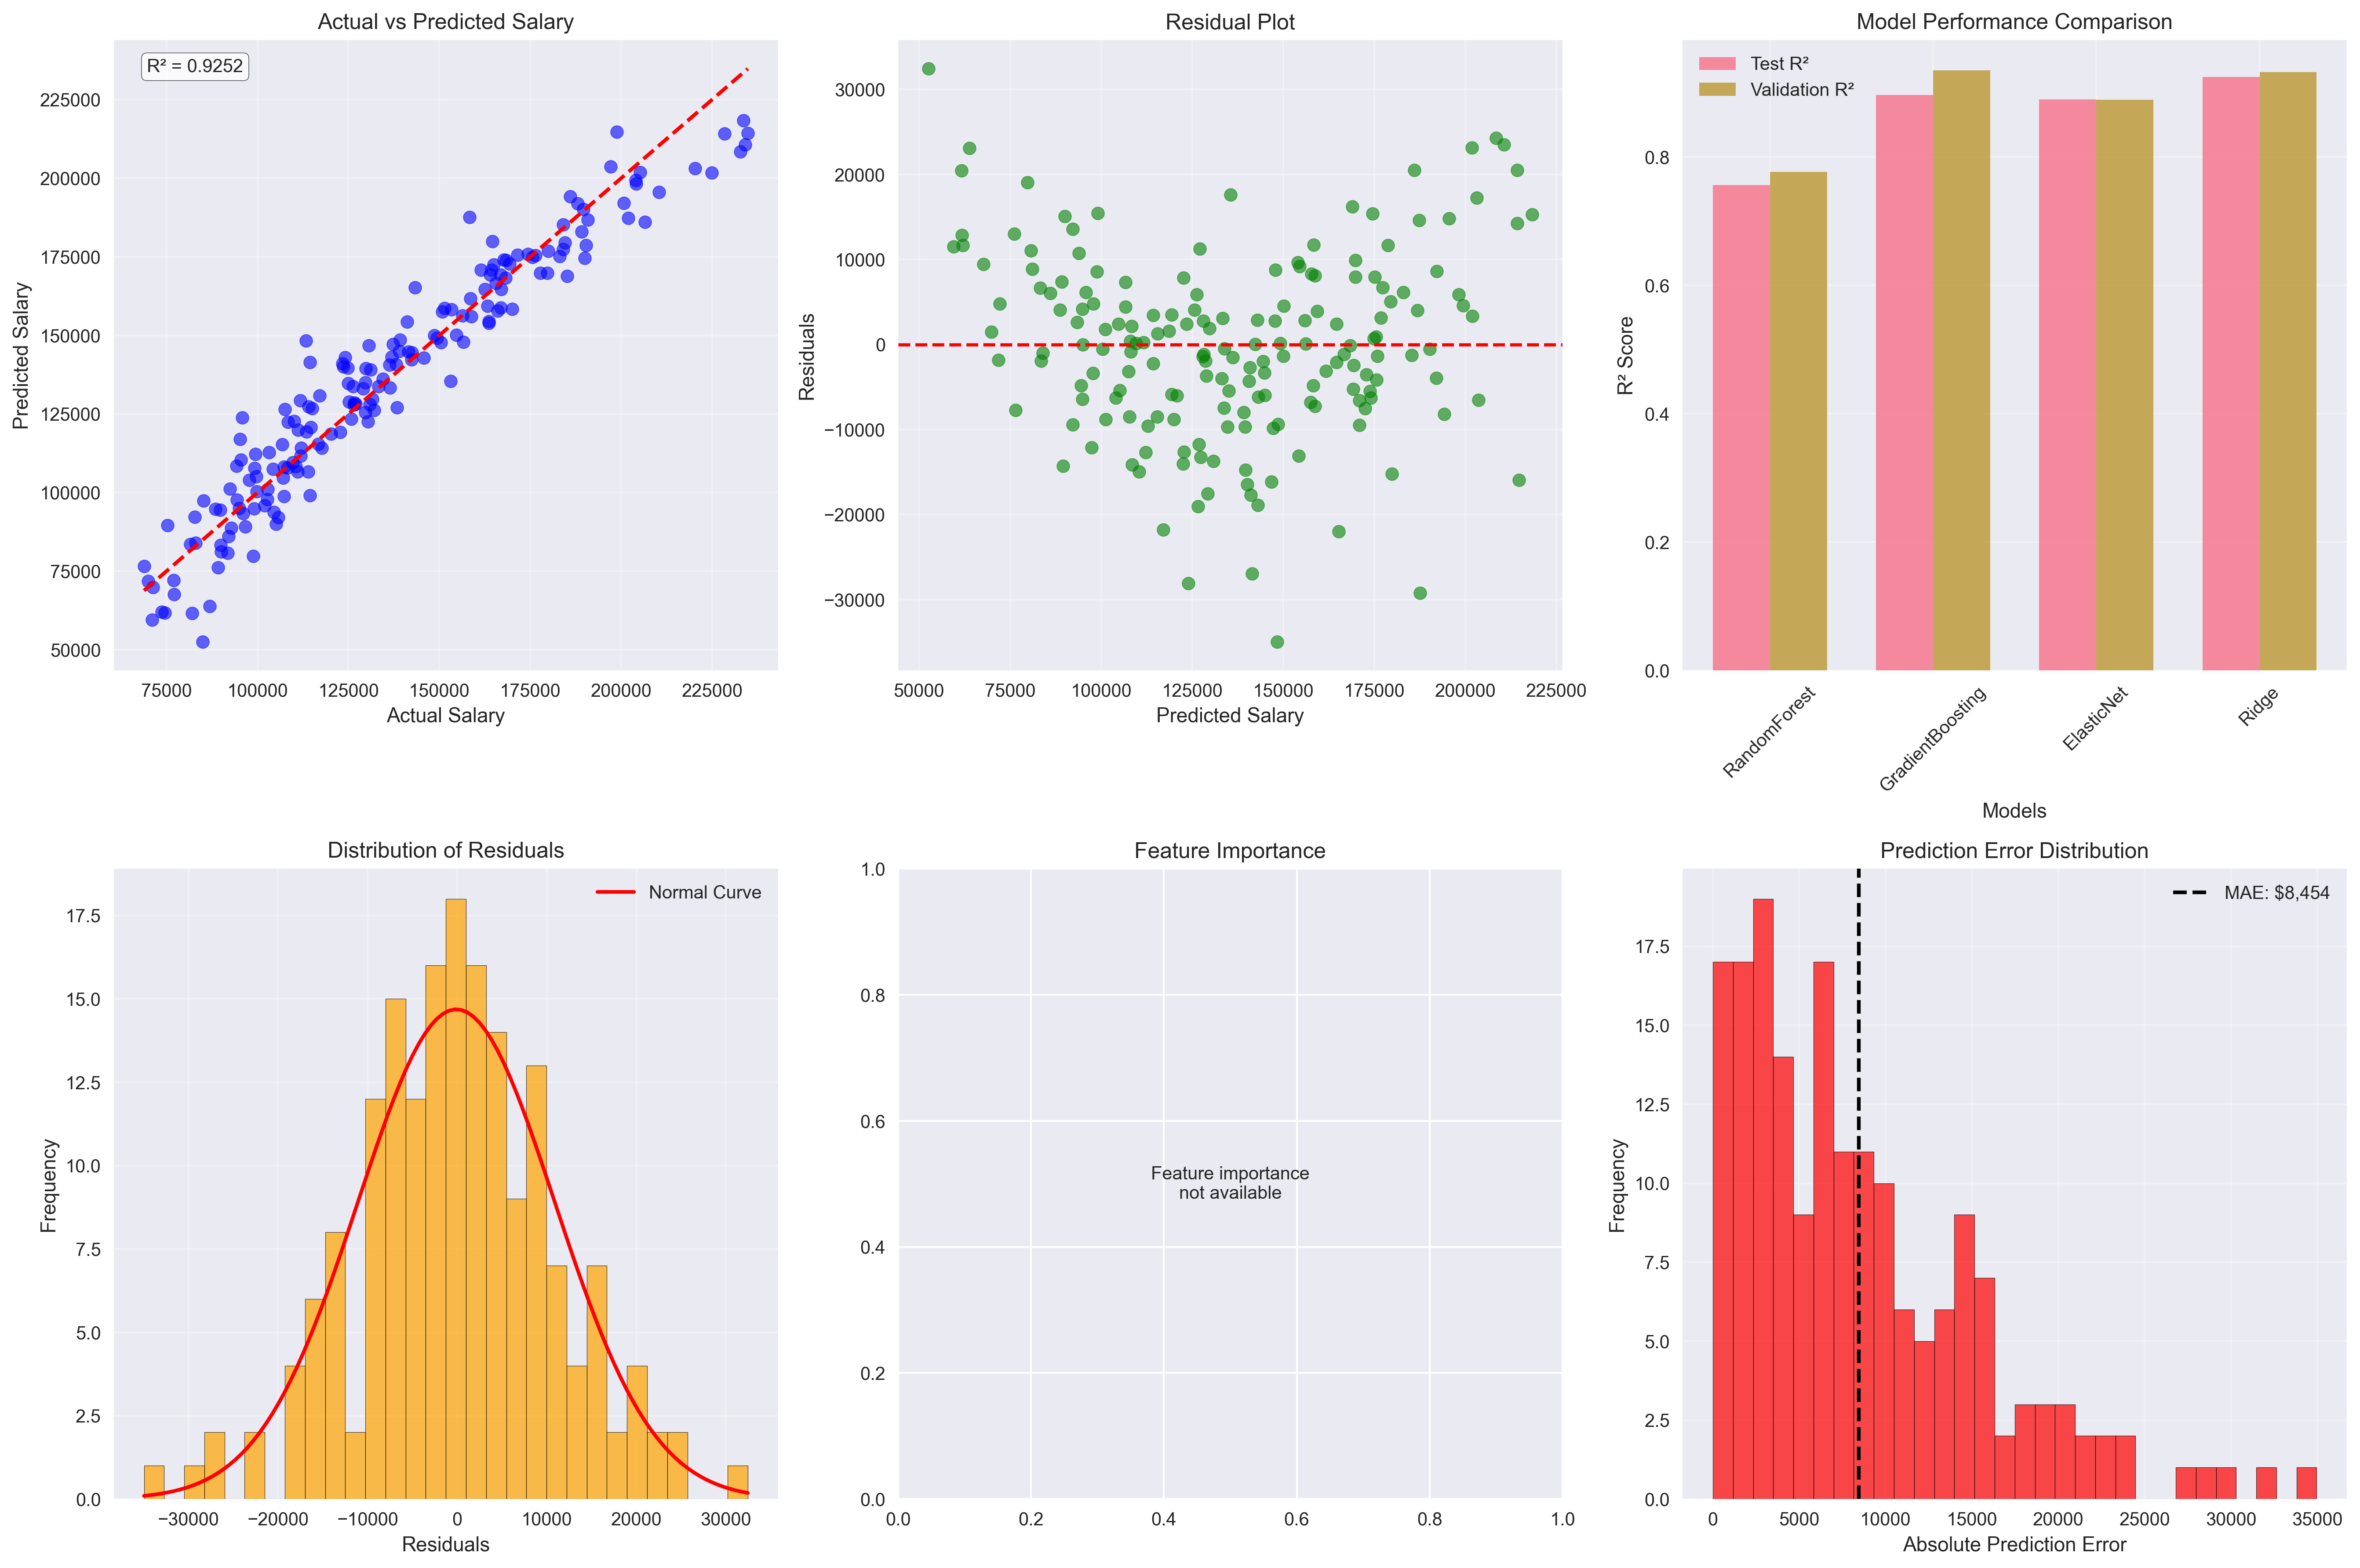 Actual vs Predicted Salary
R² = 0.9252
225000
200000
175000
150000
125000
100000
75000
50000
Predicted Salary
75000 100000 125000 150000 175000 200000 225000
Actual Salary
Residual Plot
30000
20000
10000
0
−10000
−20000
−30000
Residuals
50000 75000 100000 125000 150000 175000 200000 225000
Predicted Salary
Model Performance Comparison
Test R²
Validation R²
0.8
0.6
0.4
0.2
0.0
R² Score
RandomForest
GradientBoosting
ElasticNet
Ridge
Models
Distribution of Residuals
Normal Curve
17.5
15.0
12.5
10.0
7.5
5.0
2.5
0.0
Frequency
−30000 −20000 −10000 0 10000 20000 30000
Residuals
Feature Importance
1.0
0.8
0.6
0.4
0.2
0.0
Feature importance
not available
0.0 0.2 0.4 0.6 0.8 1.0
Prediction Error Distribution
MAE: $8,454
17.5
15.0
12.5
10.0
7.5
5.0
2.5
0.0
Frequency
0 5000 10000 15000 20000 25000 30000 35000
Absolute Prediction Error